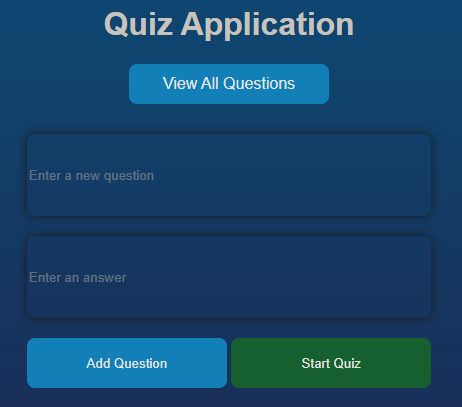 Quiz Application
View All Questions
Enter a new question
Enter an answer
Add Question
Start Quiz